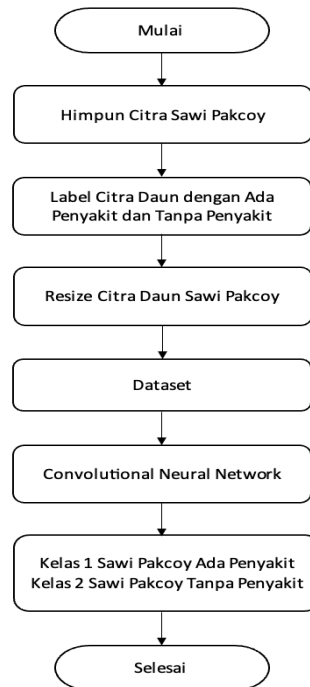 Mulai
Himpun Citra Sawi Pakcoy
Label Citra Daun dengan Ada
Penyakit dan Tanpa Penyakit
Resize Citra Daun Sawi Pakcoy
Dataset
Convolutional Neural Network
Kelas 1 Sawi Pakcoy Ada Penyakit
Kelas 2 Sawi Pakcoy Tanpa Penyakit
Selesai